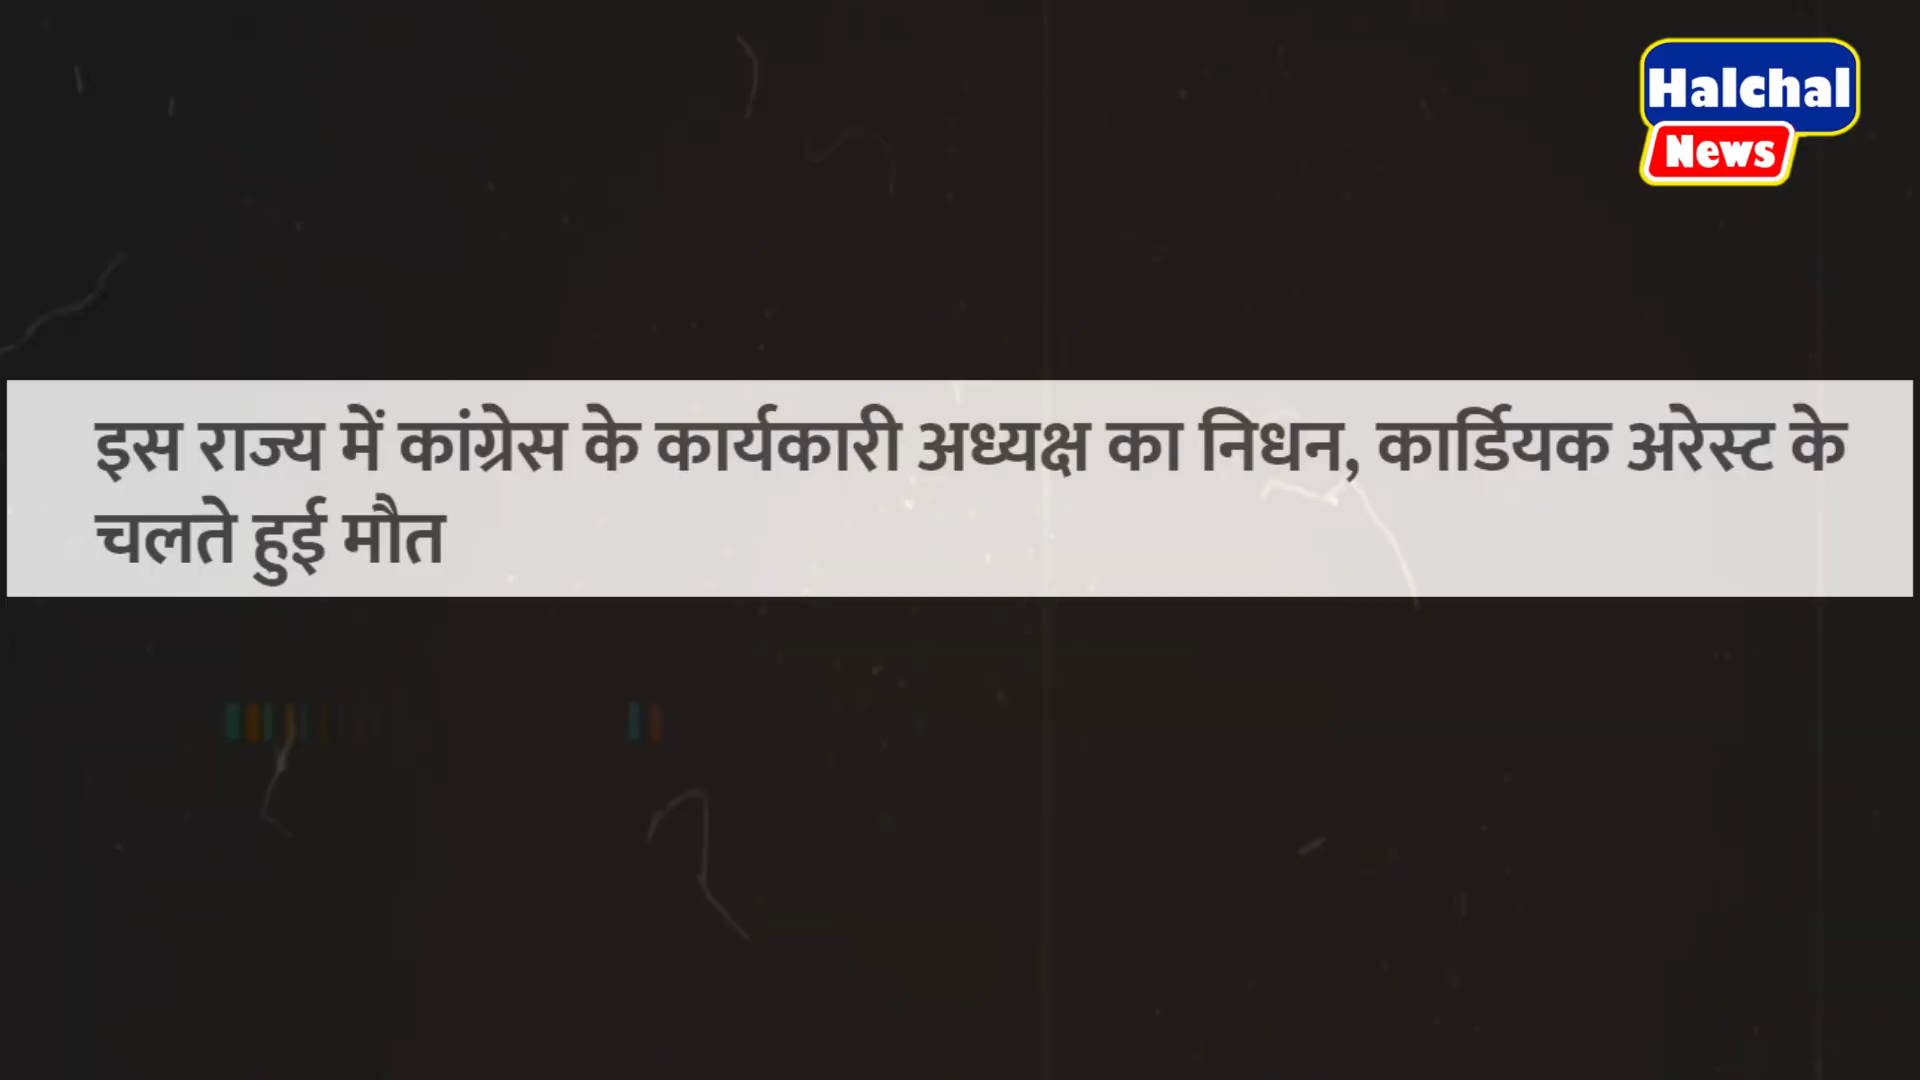 Halchal
News
इस राज्य में कांग्रेस के कार्यकारी अध्यक्ष का निधन, कार्डियक अरेस्ट के
चलते हुई मौत